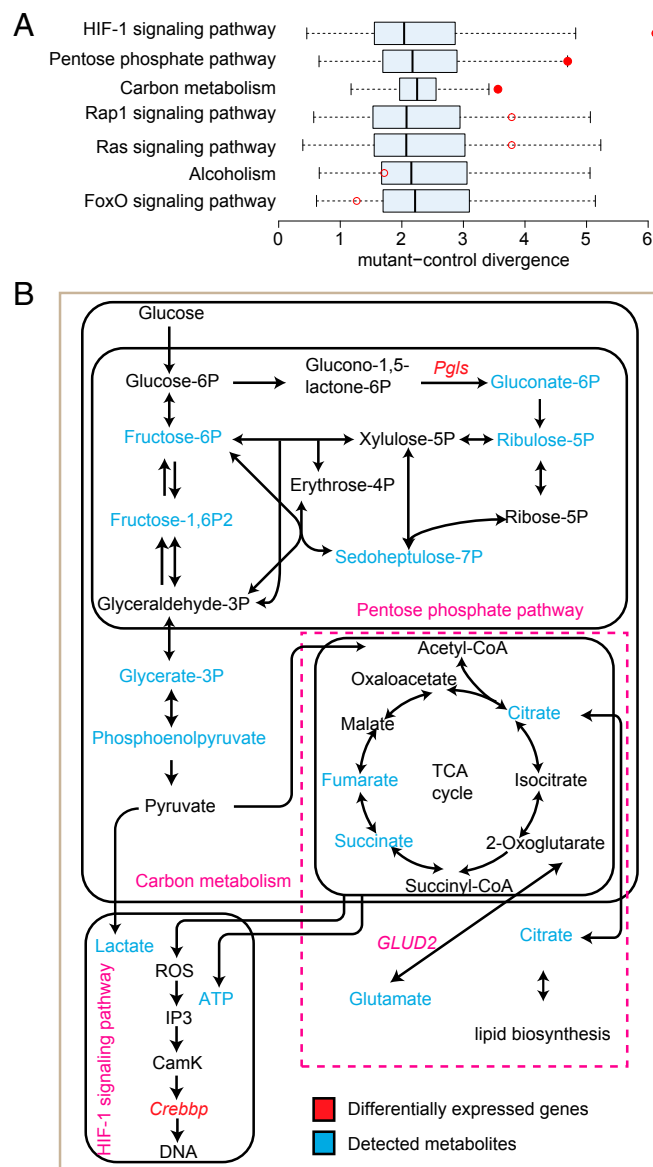 A
HIF-1 signaling pathway
Pentose phosphate pathway
Carbon metabolism
Rap1 signaling pathway
Ras signaling pathway
Alcoholism
FoxO signaling pathway
0 1 2 3 4 5 6
mutant−control divergence
B
Glucose
Glucose-6P
Glucono-1,5-
lactone-6P
Pgls
Gluconate-6P
Fructose-6P
Xylulose-5P
Ribulose-5P
Erythrose-4P
Fructose-1,6P2
Ribose-5P
Sedoheptulose-7P
Glyceraldehyde-3P
Pentose phosphate pathway
Acetyl-CoA
Glycerate-3P
Oxaloacetate
Citrate
Malate
Phosphoenolpyruvate
Fumarate
TCA
cycle
Isocitrate
Pyruvate
Succinate
2-Oxoglutarate
Carbon metabolism
Succinyl-CoA
Lactate
GLUD2
Citrate
ROS
ATP
Glutamate
IP3
lipid biosynthesis
CamK
HIF-1 signaling pathway
Crebbp
DNA
Differentially expressed genes
Detected metabolites